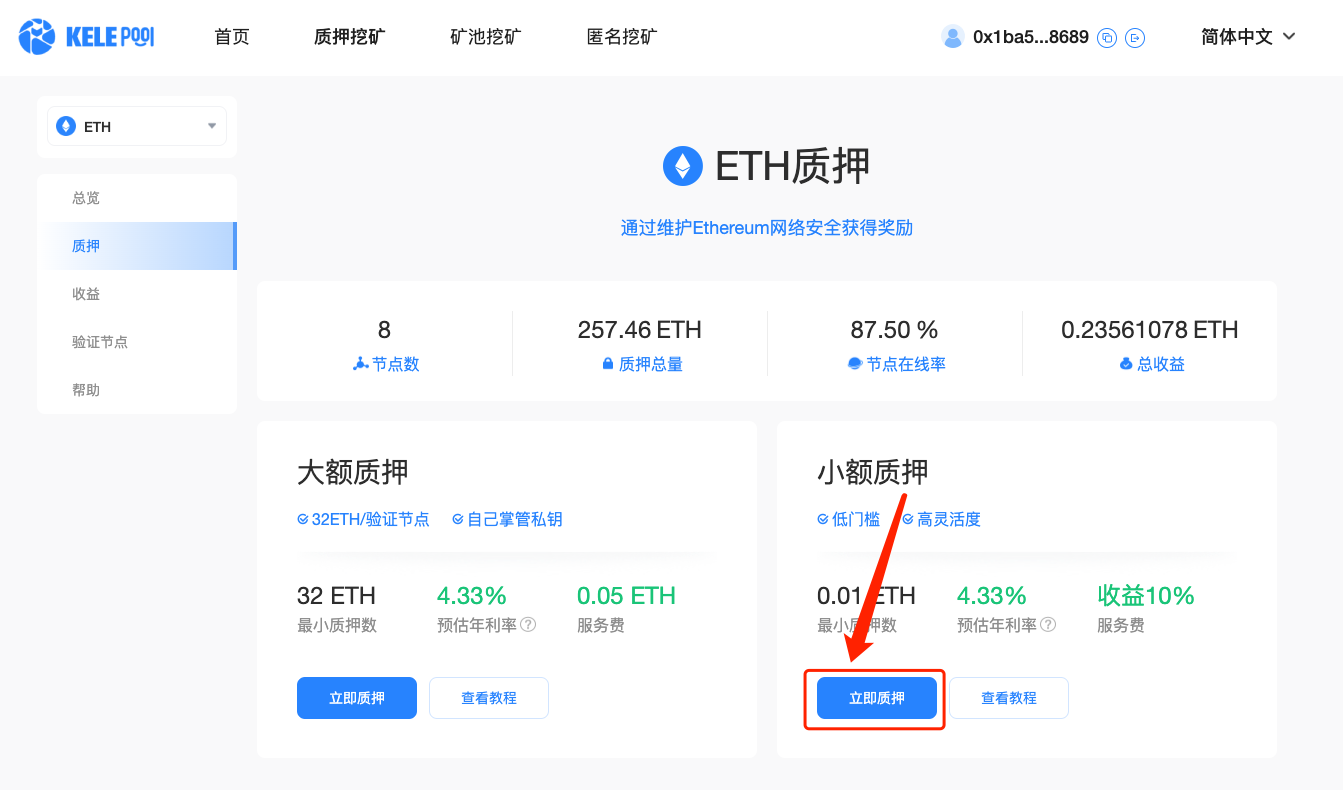 KELE POOl 首页 质押挖矿 矿池挖矿 匿名挖矿 0x1ba5...8689 简体中文
ETH
总览
质押
收益
验证节点
帮助
ETH质押
通过维护Ethereum网络安全获得奖励
8 257.46 ETH 87.50 % 0.23561078 ETH
节点数 质押总量 节点在线率 总收益
大额质押
32ETH/验证节点 自己掌管私钥
32 ETH 4.33% 0.05 ETH
最小质押数 预估年利率? 服务费
立即质押 查看教程
小额质押
低门槛 高灵活度
0.01 ETH 4.33% 收益10%
最小质押数 预估年利率? 服务费
立即质押 查看教程